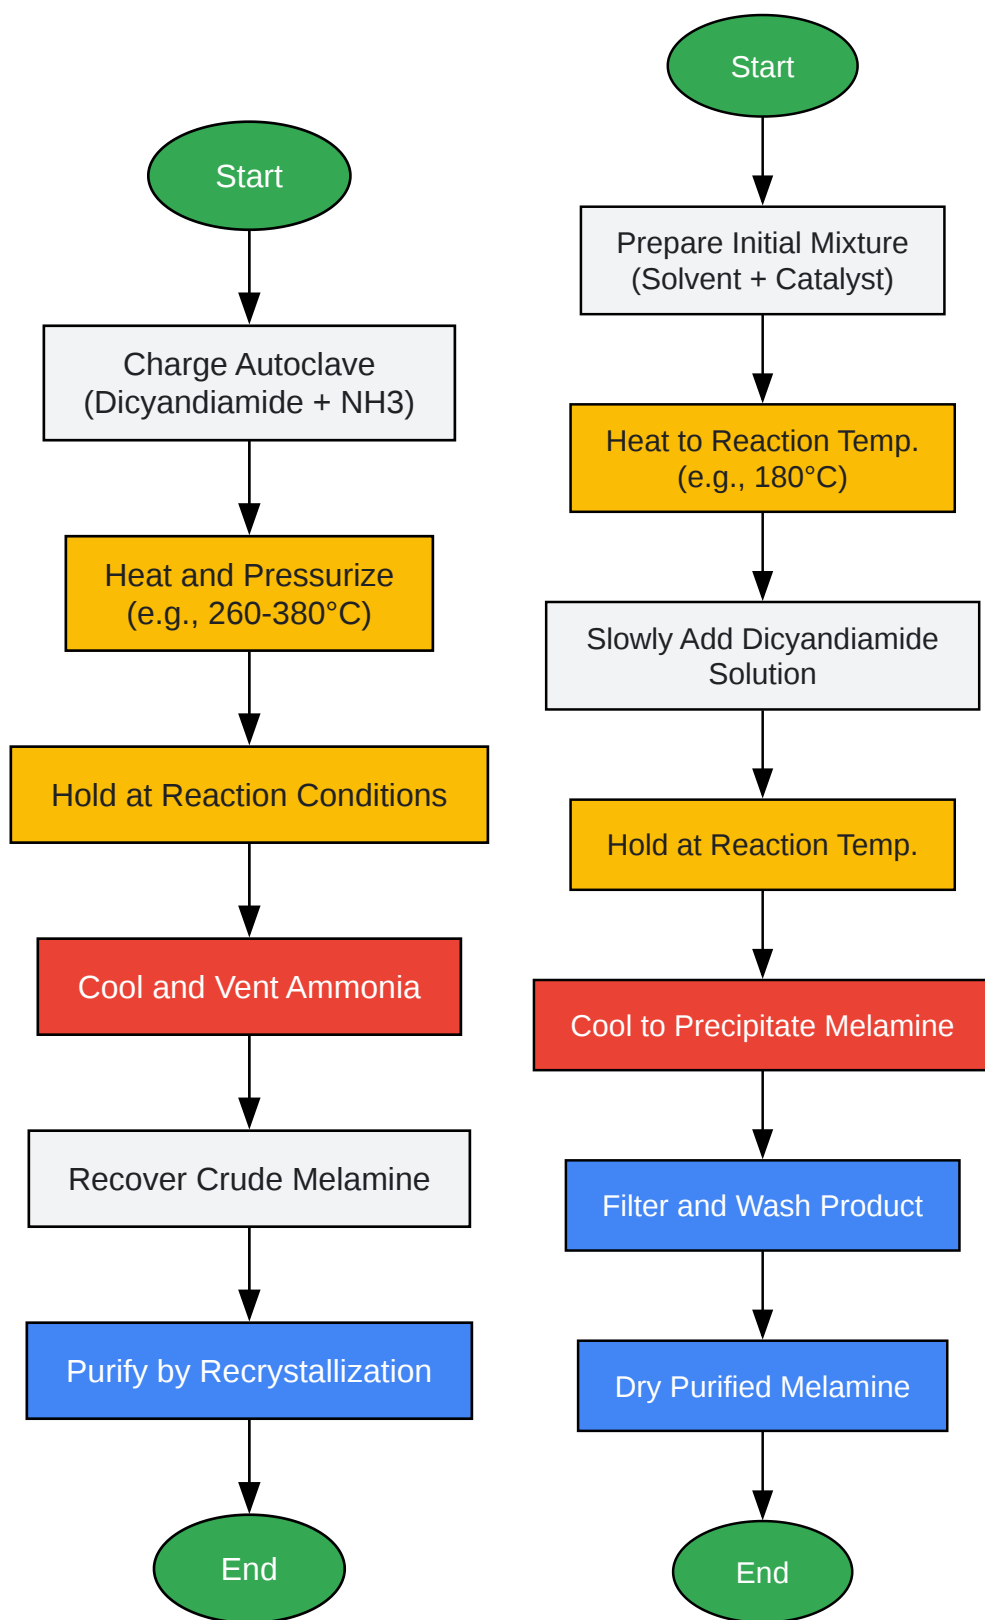 Start
Charge Autoclave
(Dicyandiamide + NH3)
Heat and Pressurize
(e.g., 260-380°C)
Hold at Reaction Conditions
Cool and Vent Ammonia
Recover Crude Melamine
Purify by Recrystallization
End
Start
Prepare Initial Mixture
(Solvent + Catalyst)
Heat to Reaction Temp.
(e.g., 180°C)
Slowly Add Dicyandiamide
Solution
Hold at Reaction Temp.
Cool to Precipitate Melamine
Filter and Wash Product
Dry Purified Melamine
End